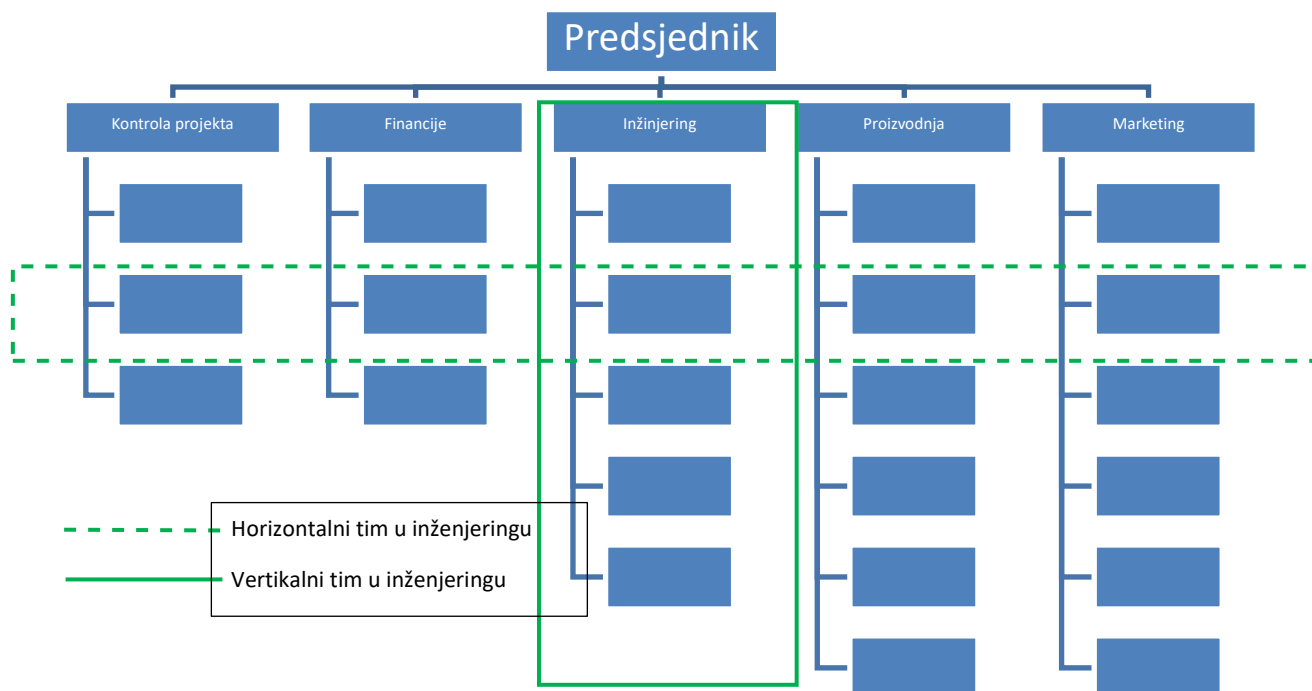 Predsjednik
Kontrola projekta
Financije
Inžinjering
Proizvodnja
Marketing
Horizontalni tim u inženjeringu
Vertikalni tim u inženjeringu